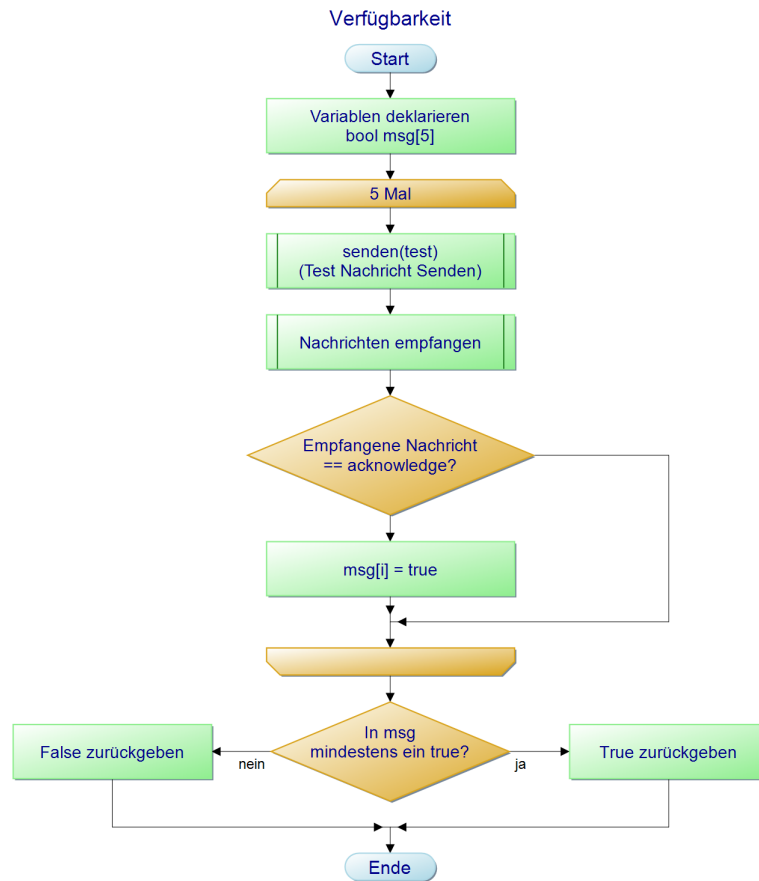 Verfügbarkeit
Start
Variablen deklarieren
bool msg[5]
5 Mal
senden(test)
(Test Nachricht Senden)
Nachrichten empfangen
Empfangene Nachricht
== acknowledge?
msg[i] = true
In msg
mindestens ein true?
False zurückgeben
nein
ja
True zurückgeben
Ende